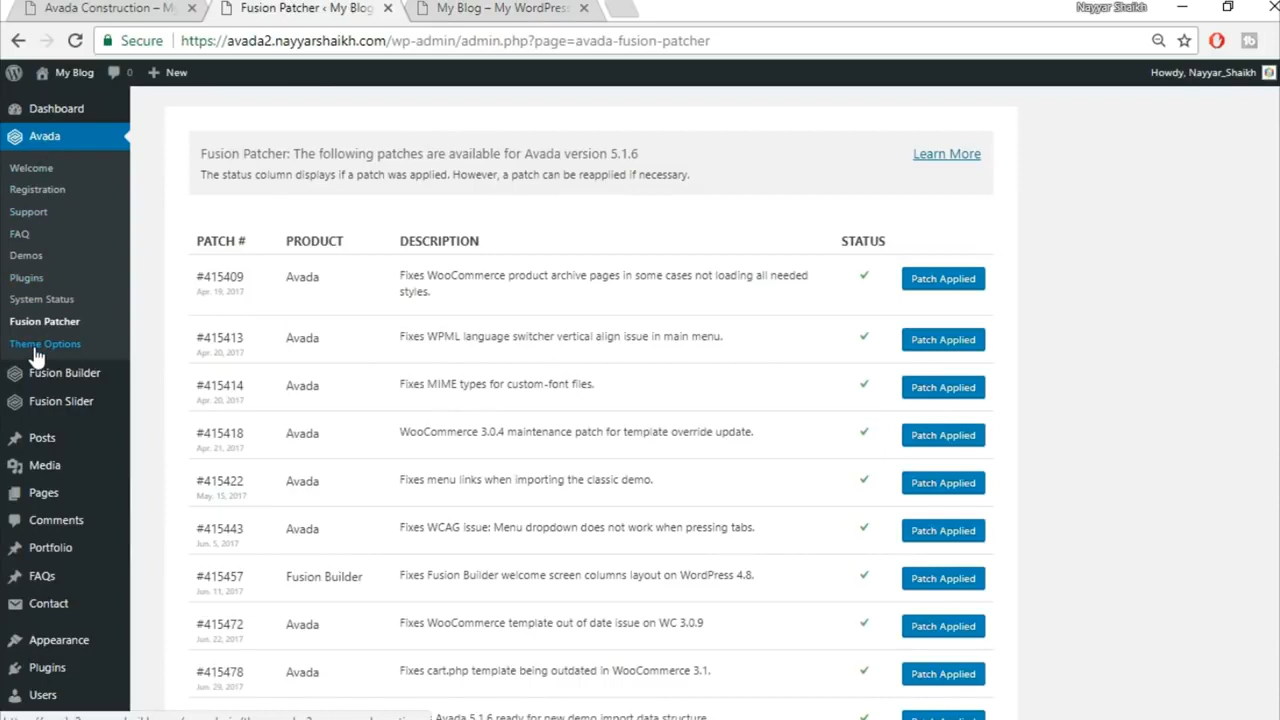 Avada Construction – My
Fusion Patcher ‹ My Blog
My Blog – My WordPress
Nayyar Shaikh
Secure
https://avada2.nayyarshaikh.com/wp-admin/admin.php?page=avada-fusion-patcher
My Blog
0
New
Howdy, Nayyar_Shaikh
Dashboard
Avada
Welcome
Registration
Support
FAQ
Demos
Plugins
System Status
Fusion Patcher
Theme Options
Fusion Builder
Fusion Slider
Posts
Media
Pages
Comments
Portfolio
FAQs
Contact
Appearance
Plugins
Users
Fusion Patcher: The following patches are available for Avada version 5.1.6
Learn More
The status column displays if a patch was applied. However, a patch can be reapplied if necessary.
PATCH # PRODUCT DESCRIPTION STATUS
#415409 Avada Fixes WooCommerce product archive pages in some cases not loading all needed
styles.
Apr. 19, 2017
Patch Applied
#415413 Avada Fixes WPML language switcher vertical align issue in main menu.
Apr. 20, 2017
Patch Applied
#415414 Avada Fixes MIME types for custom-font files.
Apr. 20, 2017
Patch Applied
#415418 Avada WooCommerce 3.0.4 maintenance patch for template override update.
Apr. 21, 2017
Patch Applied
#415422 Avada Fixes menu links when importing the classic demo.
May. 15, 2017
Patch Applied
#415443 Avada Fixes WCAG issue: Menu dropdown does not work when pressing tabs.
Jun. 5, 2017
Patch Applied
#415457 Fusion Builder Fixes Fusion Builder welcome screen columns layout on WordPress 4.8.
Jun. 11, 2017
Patch Applied
#415472 Avada Fixes WooCommerce template out of date issue on WC 3.0.9
Jun. 22, 2017
Patch Applied
#415478 Avada Fixes cart.php template being outdated in WooCommerce 3.1.
Jun. 29, 2017
Patch Applied
Avada 5.1.6 ready for new demo import data structure
Patch Applied